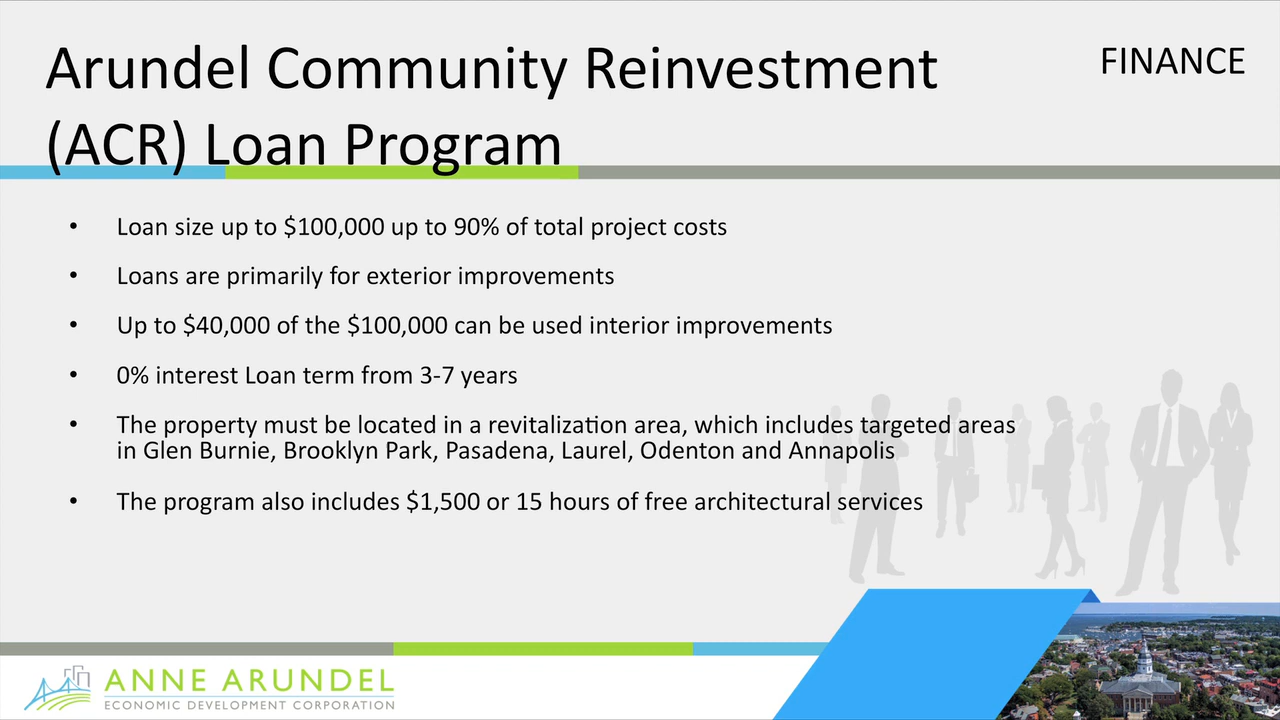 Arundel Community Reinvestment
(ACR) Loan Program
FINANCE
• Loan size up to $100,000 up to 90% of total project costs
• Loans are primarily for exterior improvements
• Up to $40,000 of the $100,000 can be used interior improvements
• 0% interest Loan term from 3-7 years
• The property must be located in a revitalization area, which includes targeted areas
in Glen Burnie, Brooklyn Park, Pasadena, Laurel, Odenton and Annapolis
• The program also includes $1,500 or 15 hours of free architectural services
ANNE ARUNDEL
ECONOMIC DEVELOPMENT CORPORATION